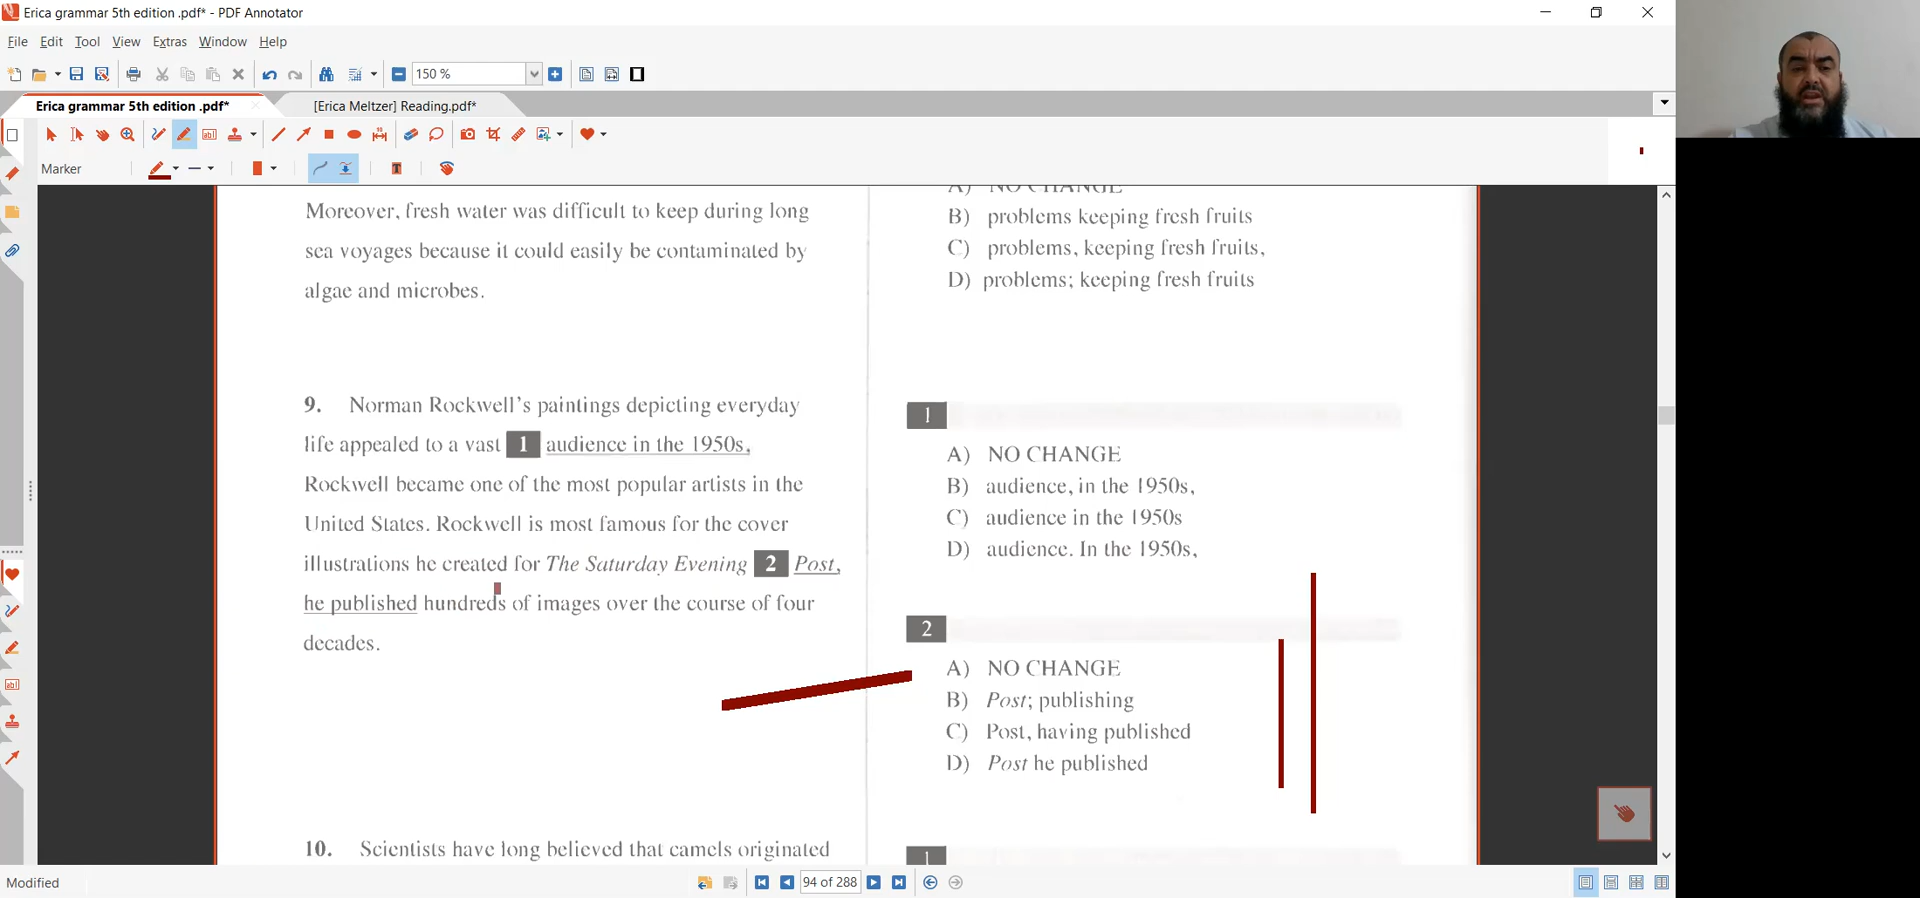 Erica grammar 5th edition .pdf* - PDF Annotator
File Edit Tool View Extras Window Help
150 %
Erica grammar 5th edition .pdf*
[Erica Meltzer] Reading.pdf*
Marker
Moreover, fresh water was difficult to keep during long
sea voyages because it could easily be contaminated by
algae and microbes.
A) NO CHANGE
B) problems keeping fresh fruits
C) problems, keeping fresh fruits,
D) problems; keeping fresh fruits
9. Norman Rockwell's paintings depicting everyday
life appealed to a vast 1 audience in the 1950s,
Rockwell became one of the most popular artists in the
United States. Rockwell is most famous for the cover
illustrations he created for The Saturday Evening 2 Post,
he published hundreds of images over the course of four
decades.
1
A) NO CHANGE
B) audience, in the 1950s,
C) audience in the 1950s
D) audience. In the 1950s,
2
A) NO CHANGE
B) Post; publishing
C) Post, having published
D) Post he published
10. Scientists have long believed that camels originated
1
Modified
94 of 288